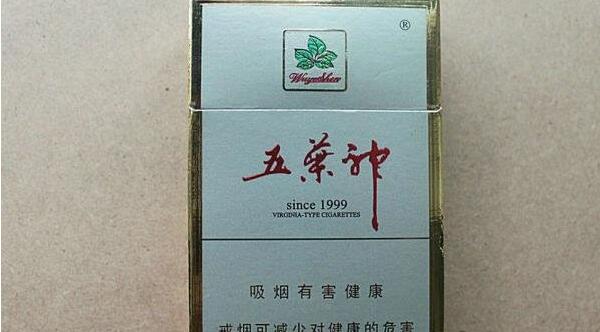 ®
WuyeShen
五葉神
since 1999
VIRGINIA-TYPE CIGARETTES
吸烟有害健康
戒烟可减少对健康的危害